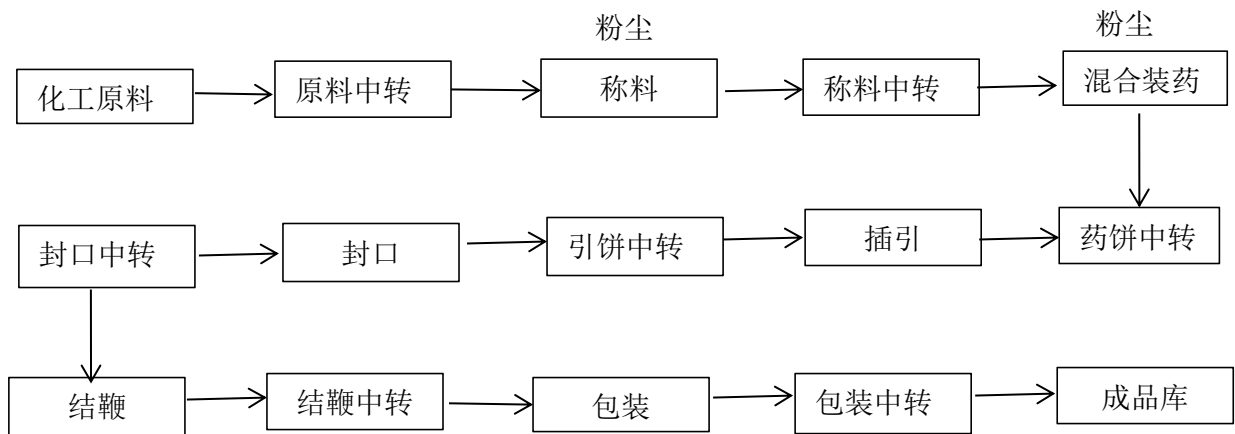 粉尘
粉尘
化工原料
原料中转
称料
称料中转
混合装药
封口中转
封口
引饼中转
插引
药饼中转
结鞭
结鞭中转
包装
包装中转
成品库